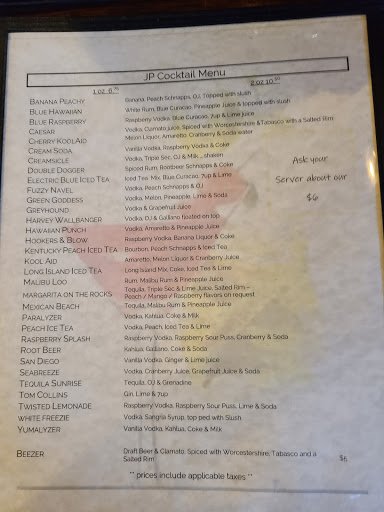 JP Cocktail Menu
1 oz 6.75 2 oz 10.50
BANANA PEACHY Banana, Peach Schnapps, OJ, Topped with slush
BLUE HAWAIIAN White Rum, Blue Curacao, Pineapple Juice & topped with slush
BLUE RASPBERRY Raspberry Vodka, Blue Curacao, 7up & Lime juice
CAESAR Vodka, Clamato juice, Spiced with Worcestershire & Tabasco with a Salted Rim
CHERRY KOOLAID Melon Liquor, Amaretto, Cranberry & Soda water
CREAM SODA Vanilla Vodka, Raspberry Vodka & Coke
CREAMSICLE Vodka, Tripal Sec, OJ & Milk .. shaken
DOUBLE DOGGER Spiced Rum, Rootbeer Schnapps & Coke
ELECTRIC BLUE ICED TEA Iced Tea Mix, Blue Curacao, 7up & Lime
FUZZY NAVEL Vodka, Peach Schnapps & OJ
GREEN GODDESS Vodka, Melon, Pineapple, Lime & Soda
GREYHOUND Vodka & Grapefruit Juice
HARVEY WALLBANGER Vodka, OJ & Galliano floated on top
HAWAIIAN PUNCH Vodka, Amaretto & Pineapple Juice
HOOKERS & BLOW Raspberry Vodka, Banana Liquor & Coke
KENTUCKY PEACH ICED TEA Bourbon, Peach Schnapps & Iced Tea
KOOL AID Amaretto, Melon Liquor & Cranberry Juice
LONG ISLAND ICED TEA Long Island Mix, Coke, Iced Tea & Lime
MALIBU LOO Rum, Malibu Rum & Pineapple Juice
MARGARITA ON THE ROCKS Tequila, Triple Sec & Lime Juice, Salted Rim ~
Peach / Mango / Raspberry flavors on request
MEXICAN BEACH Tequila, Malibu Rum & Pineapple Juice
PARALYZER Vodka, Kahlua, Coke & Milk
PEACH ICE TEA Vodka, Peach, Iced Tea & Lime
RASPBERRY SPLASH Raspberry Vodka, Raspberry Sour Puss, Cranberry & Soda
ROOT BEER Kahlua, Galliano, Coke & Soda
SAN DIEGO Vanilla Vodka, Ginger & Lime juice
SEABREEZE Vodka, Cranberry Juice, Grapefruit Juice & Soda
TEQUILA SUNRISE Tequila, OJ & Grenadine
TOM COLLINS Gin, Lime & 7up
TWISTED LEMONADE Raspberry Vodka, Raspberry Sour Puss, Lime & Soda
WHITE FREEZIE Vodka, Sangria Syrup, topped with Slush
YUMALYZER Vanilla Vodka, Kahlua, Coke & Milk
BEEZER Draft Beer & Clamato, Spiced with Worcestershire, Tabasco and a $5
Salted Rim
** prices include applicable taxes **
Ask your
Server about our
$6